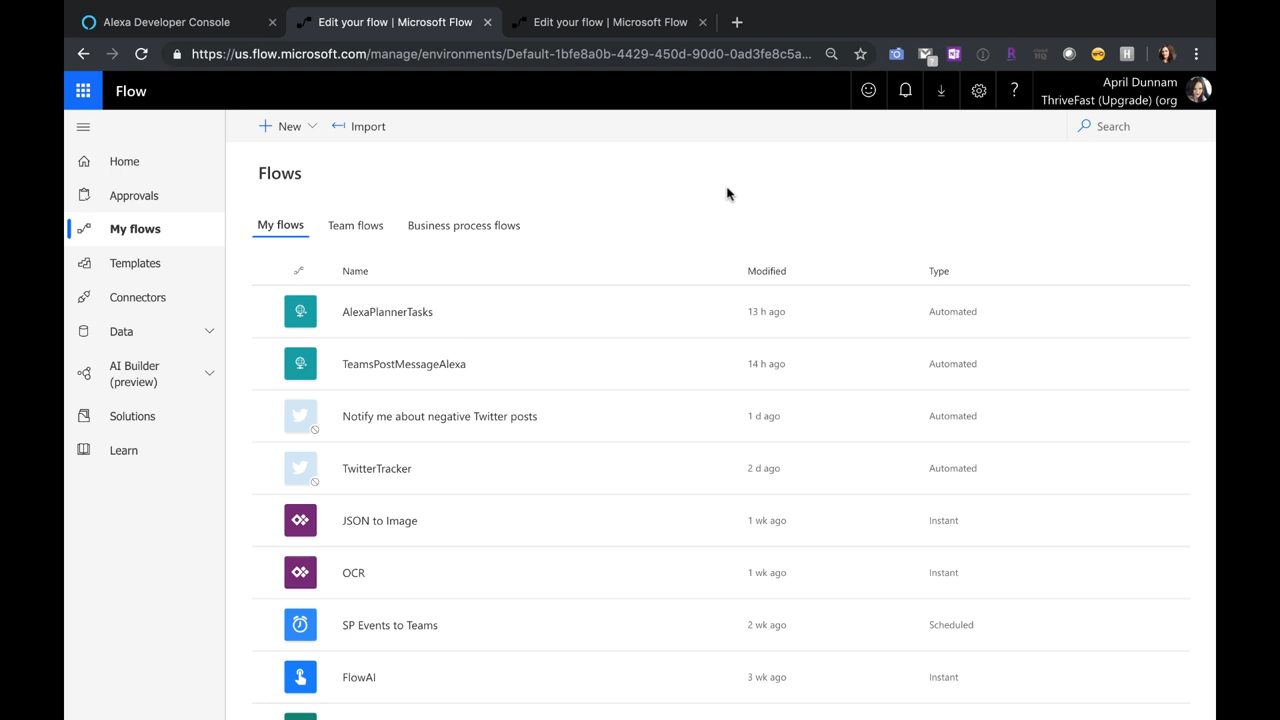 Alexa Developer Console
Edit your flow | Microsoft Flow
Edit your flow | Microsoft Flow
https://us.flow.microsoft.com/manage/environments/Default-1bfe8a0b-4429-450d-90d0-0ad3fe8c5a...
Flow
April Dunnam
ThriveFast (Upgrade) (org
New
Import
Search
Home
Approvals
My flows
Templates
Connectors
Data
AI Builder
(preview)
Solutions
Learn
Flows
My flows Team flows Business process flows
Name Modified Type
AlexaPlannerTasks 13 h ago Automated
TeamsPostMessageAlexa 14 h ago Automated
Notify me about negative Twitter posts 1 d ago Automated
TwitterTracker 2 d ago Automated
JSON to Image 1 wk ago Instant
OCR 1 wk ago Instant
SP Events to Teams 2 wk ago Scheduled
FlowAI 3 wk ago Instant